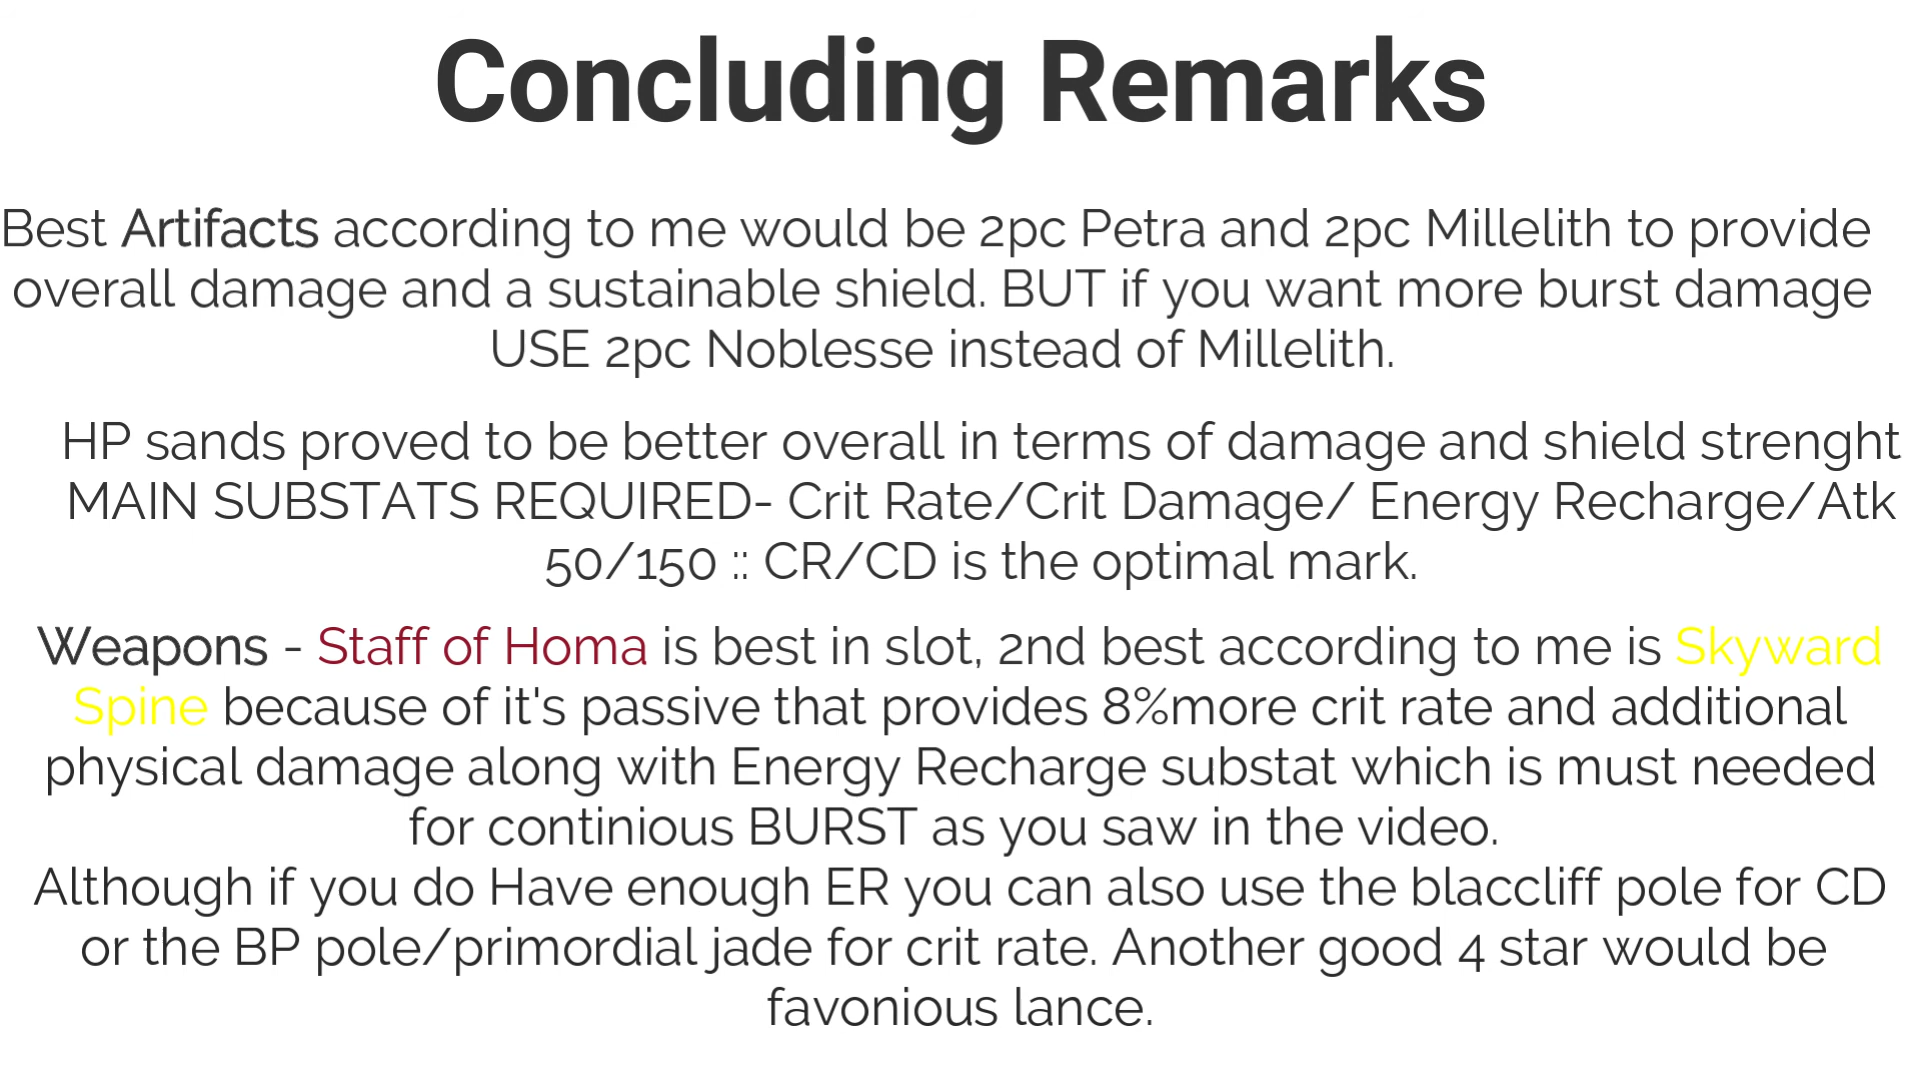 Concluding Remarks
Best Artifacts according to me would be 2pc Petra and 2pc Millelith to provide
overall damage and a sustainable shield. BUT if you want more burst damage
USE 2pc Noblesse instead of Millelith.
HP sands proved to be better overall in terms of damage and shield strenght
MAIN SUBSTATS REQUIRED- Crit Rate/Crit Damage/ Energy Recharge/Atk
50/150 :: CR/CD is the optimal mark.
Weapons - Staff of Homa is best in slot, 2nd best according to me is Skyward
Spine because of it's passive that provides 8%more crit rate and additional
physical damage along with Energy Recharge substat which is must needed
for continious BURST as you saw in the video.
Although if you do Have enough ER you can also use the blaccliff pole for CD
or the BP pole/primordial jade for crit rate. Another good 4 star would be
favonious lance.